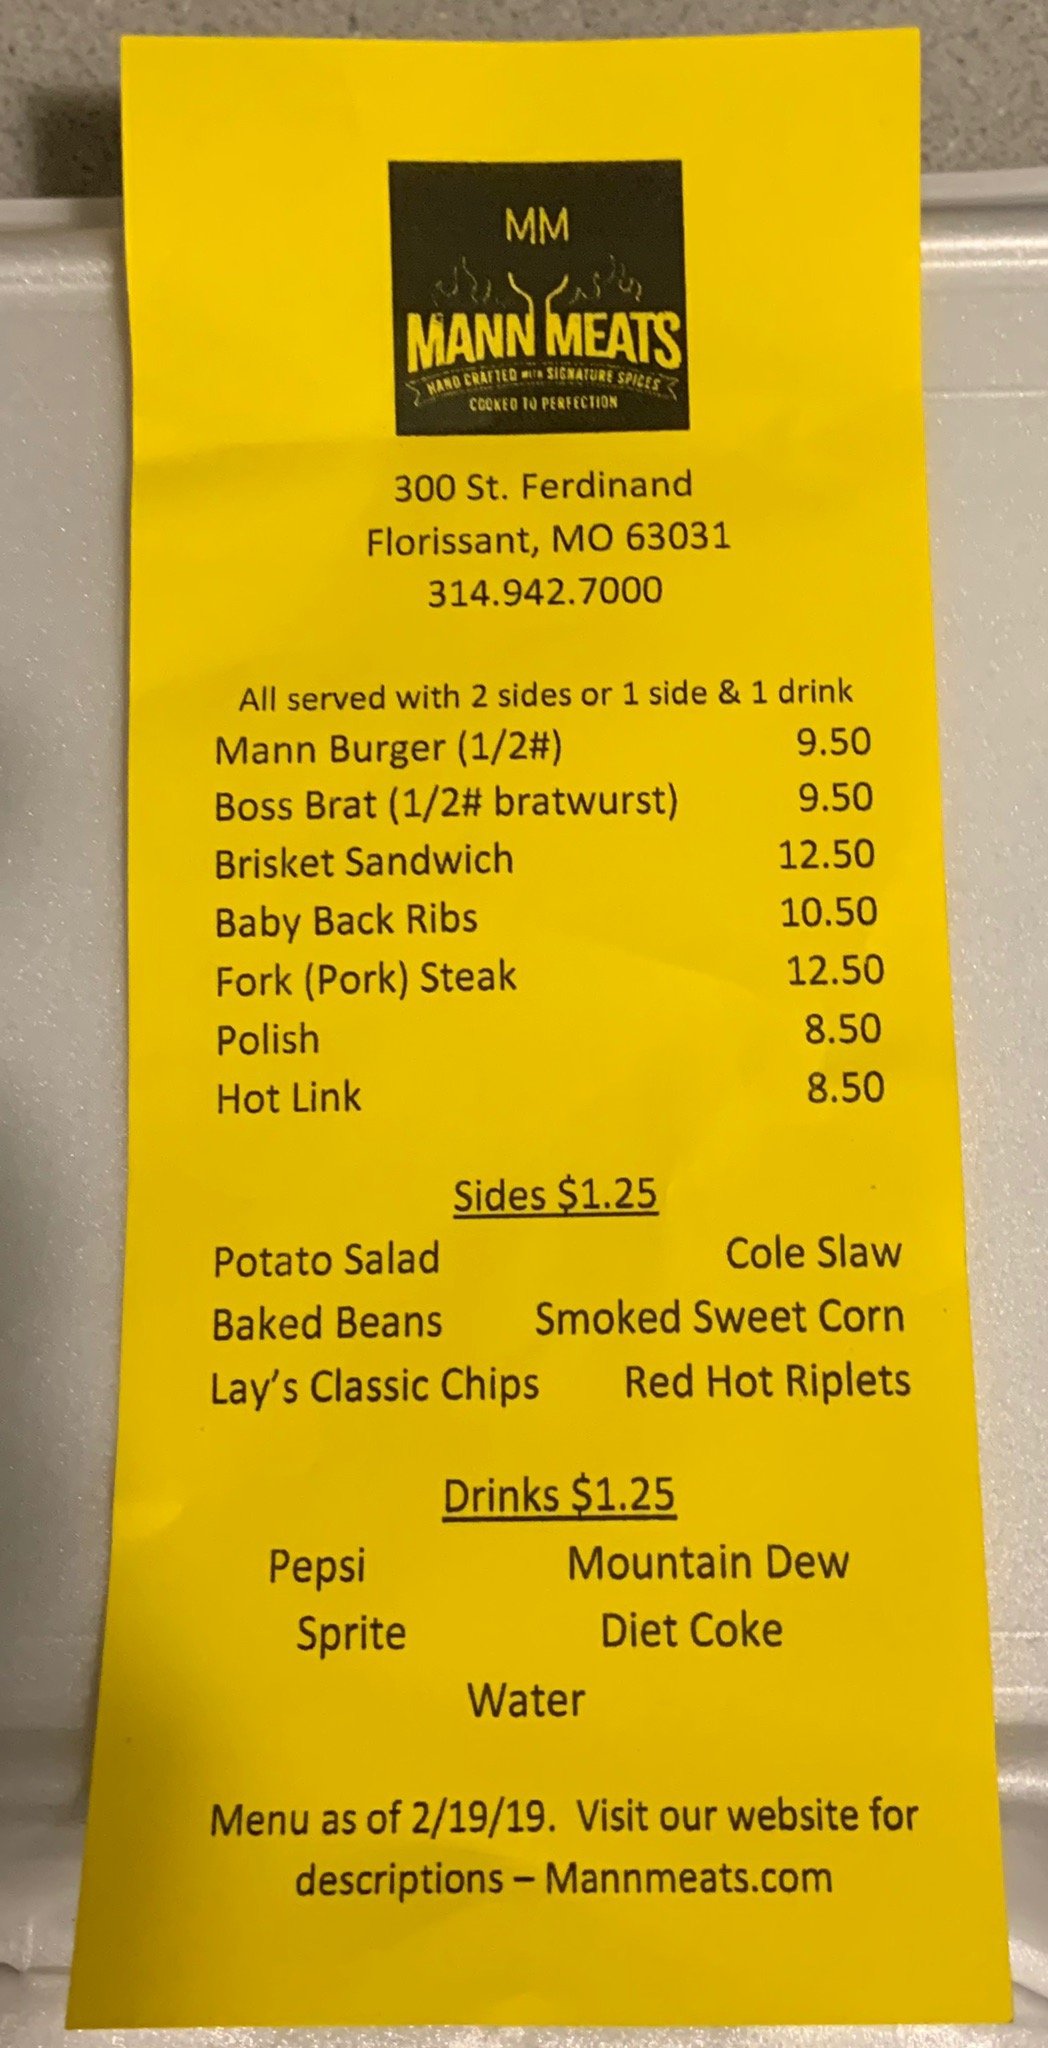 MM
MANN MEATS
HAND CRAFTED WITH SIGNATURE SPICES
COOKED TO PERFECTION
300 St. Ferdinand
Florissant, MO 63031
314.942.7000
All served with 2 sides or 1 side & 1 drink
Mann Burger (1/2#) 9.50
Boss Brat (1/2# bratwurst) 9.50
Brisket Sandwich 12.50
Baby Back Ribs 10.50
Fork (Pork) Steak 12.50
Polish 8.50
Hot Link 8.50
Sides $1.25
Potato Salad Cole Slaw
Baked Beans Smoked Sweet Corn
Lay's Classic Chips Red Hot Riplets
Drinks $1.25
Pepsi Mountain Dew
Sprite Diet Coke
Water
Menu as of 2/19/19. Visit our website for
descriptions – Mannmeats.com